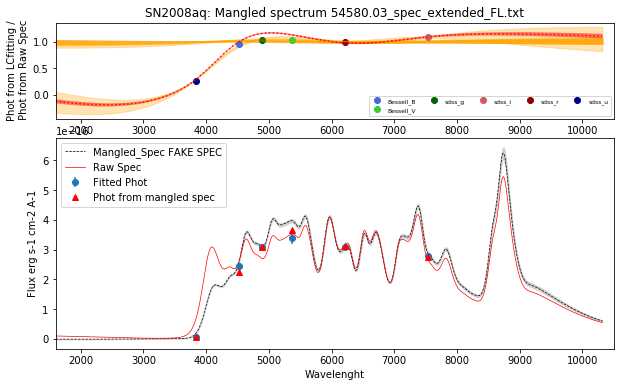 SN2008aq: Mangled spectrum 54580.03_spec_extended_FL.txt
Phot from LCfitting /
Phot from Raw Spec
1.0
0.5
0.0
Bessell_B
Bessell_V
sdss_g
sdss_i
sdss_r
sdss_u
2000 3000 4000 5000 6000 7000 8000 9000 10000
Flux erg s-1 cm-2 A-1
6
5
4
3
2
1
0
Mangled_Spec FAKE SPEC
Raw Spec
Fitted Phot
Phot from mangled spec
2000 3000 4000 5000 6000 7000 8000 9000 10000
Wavelenght